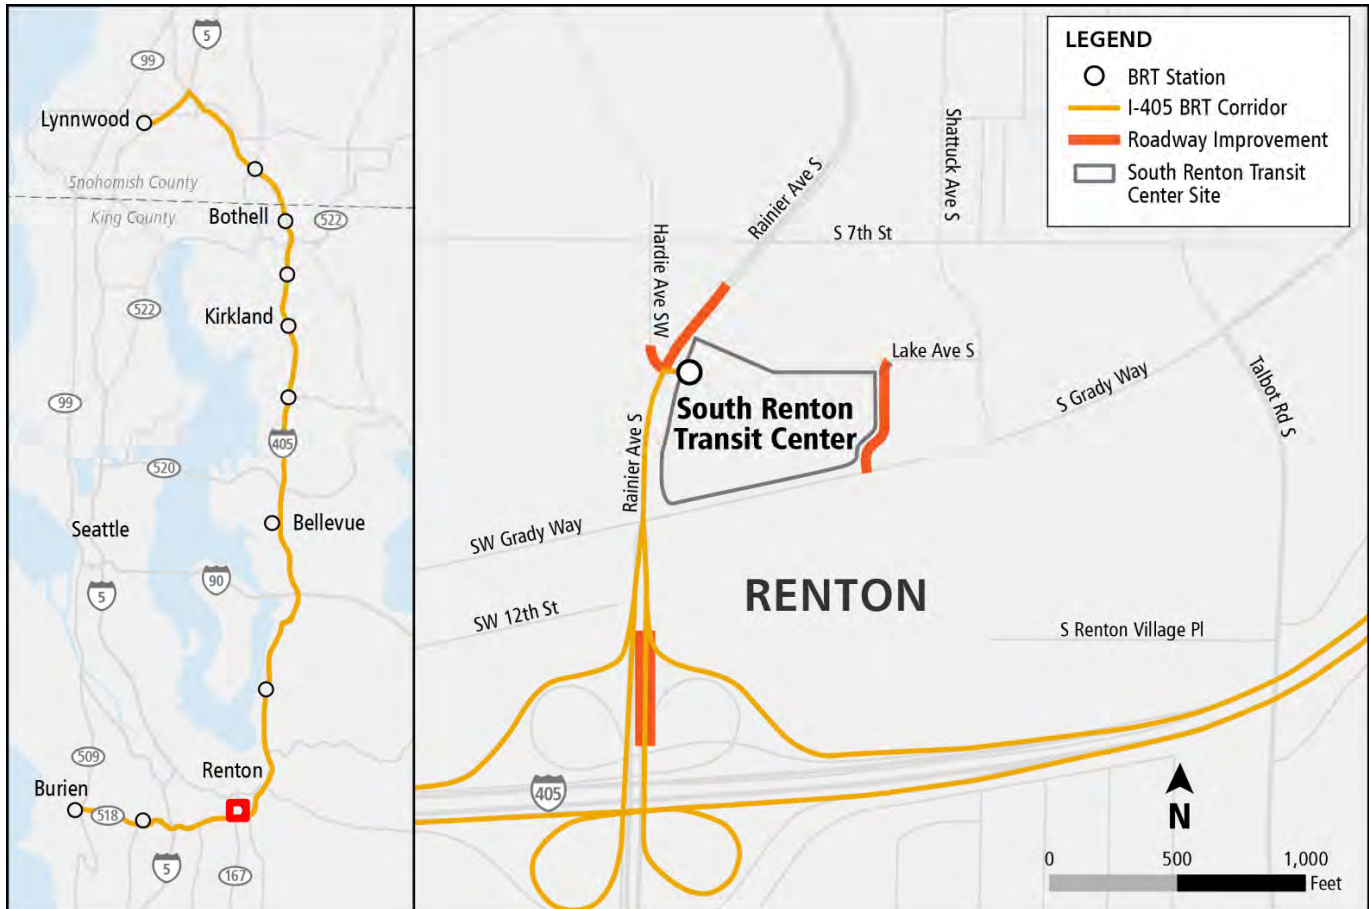 5
99
Lynnwood
Snohomish County
King County
Bothell
522
522
Kirkland
99
405
520
Seattle
Bellevue
90
5
509
Renton
Burien
518
5
167
LEGEND
BRT Station
I-405 BRT Corridor
Roadway Improvement
South Renton Transit
Center Site
Shattuck Ave S
Rainier Ave S
S 7th St
Hardie Ave SW
Lake Ave S
S Grady Way
Talbot Rd S
South Renton
Transit Center
Rainier Ave S
SW Grady Way
RENTON
SW 12th St
S Renton Village Pl
405
N
0 500 1,000
Feet